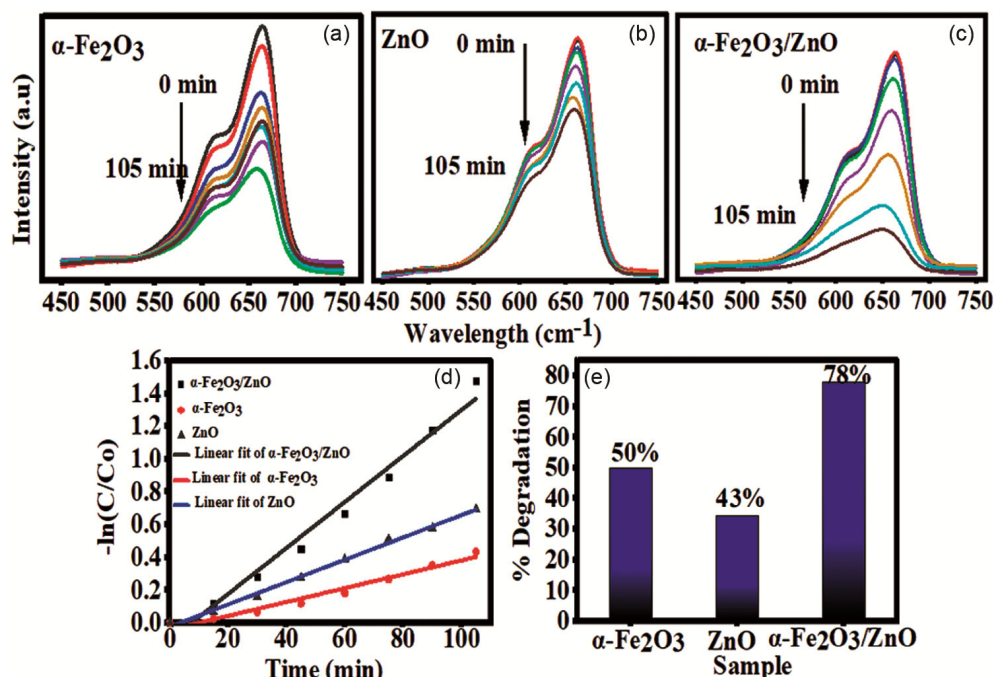 α-Fe2O3 (a)
0 min
105 min
ZnO (b)
0 min
105 min
α-Fe2O3/ZnO (c)
0 min
105 min
Intensity (a.u)
450 500 550 600 650 700 750
450 500 550 600 650 700 750
450 500 550 600 650 700 750
Wavelength (cm-1)
(d)
1.6
1.4
1.2
1.0
0.8
0.6
0.4
0.2
0.0
-ln(C/Co)
α-Fe2O3/ZnO
α-Fe2O3
ZnO
Linear fit of α-Fe2O3/ZnO
Linear fit of α-Fe2O3
Linear fit of ZnO
0 20 40 60 80 100
Time (min)
(e)
80
70
60
50
40
30
20
10
0
% Degradation
50%
43%
78%
α-Fe2O3 ZnO α-Fe2O3/ZnO
Sample